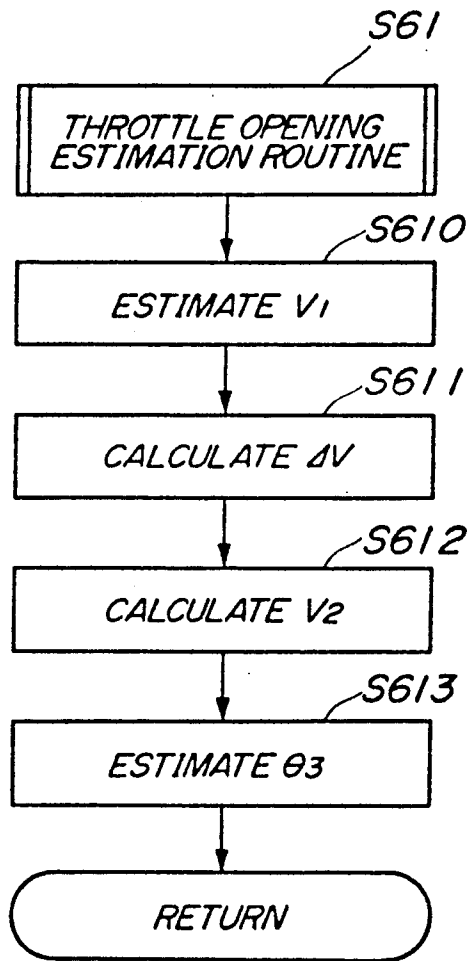 S61
THROTTLE OPENING
ESTIMATION ROUTINE
S610
ESTIMATE V1
S611
CALCULATE ΔV
S612
CALCULATE V2
S613
ESTIMATE θ3
RETURN